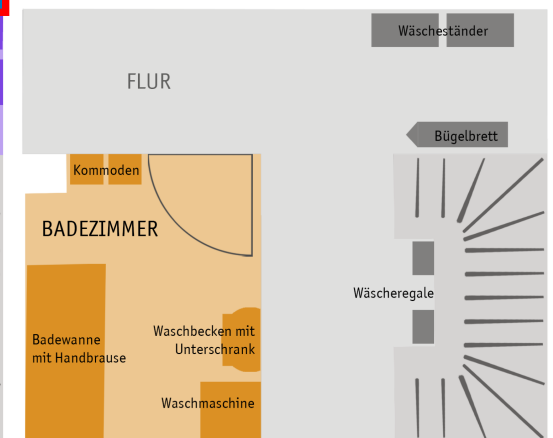 Wäscheständer
FLUR
Bügelbrett
Kommoden
BADEZIMMER
Wäscheregale
Badewanne
mit Handbrause
Waschbecken mit
Unterschrank
Waschmaschine